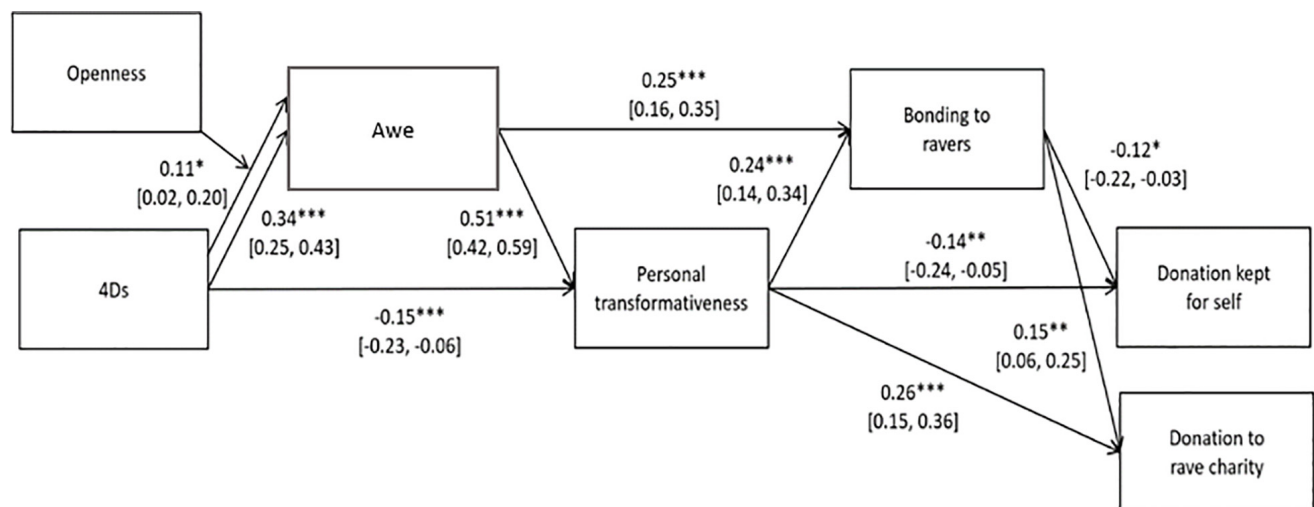 Openness
Awe
0.25***
[0.16, 0.35]
Bonding to
ravers
-0.12*
[-0.22, -0.03]
0.11*
[0.02, 0.20]
0.24***
[0.14, 0.34]
0.34***
[0.25, 0.43]
0.51***
[0.42, 0.59]
4Ds
Personal
transformativeness
-0.14**
[-0.24, -0.05]
Donation kept
for self
-0.15***
[-0.23, -0.06]
0.15**
[0.06, 0.25]
0.26***
[0.15, 0.36]
Donation to
rave charity